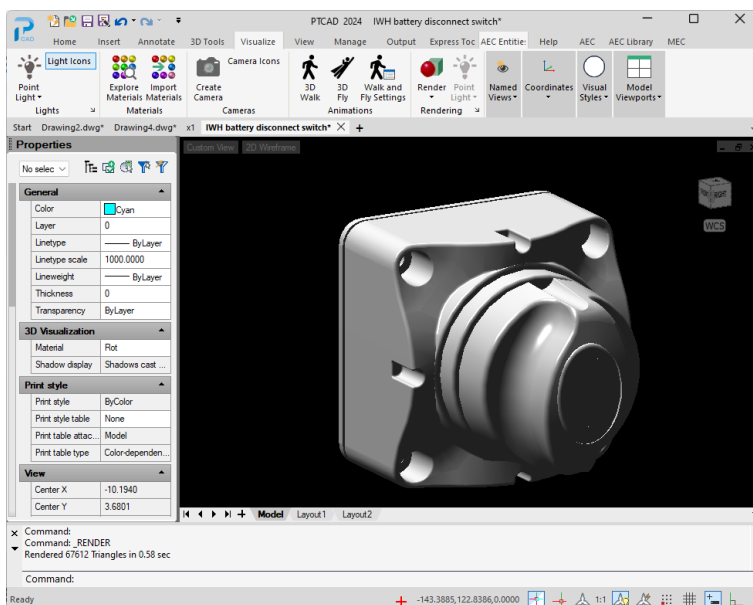 PTCAD 2024 IWH battery disconnect switch*
CAD
Home Insert Annotate 3D Tools Visualize View Manage Output Express Toc AEC Entitie: Help AEC AEC Library MEC
Light Icons
Camera Icons
Point Light
Explore Materials
Import Materials
Create Camera
3D Walk
3D Fly
Walk and Fly Settings
Render
Point Light
Named Views
Coordinates
Visual Styles
Model Viewports
Lights Materials Cameras Animations Rendering
Start Drawing2.dwg* Drawing4.dwg* x1 IWH battery disconnect switch*
Properties
Custom View 2D Wireframe
No selec
General
Color Cyan
Layer 0
Linetype ByLayer
Linetype scale 1000.0000
Lineweight ByLayer
Thickness 0
Transparency ByLayer
WCS
3D Visualization
Material Rot
Shadow display Shadows cast ...
Print style
Print style ByColor
Print style table None
Print table attac... Model
Print table type Color-dependen...
View
Center X -10.1940
Center Y 3.6801
Model Layout1 Layout2
Command:
Command: _RENDER
Rendered 67612 Triangles in 0.58 sec
Command:
Ready -143.3885,122.8386,0.0000 1:1